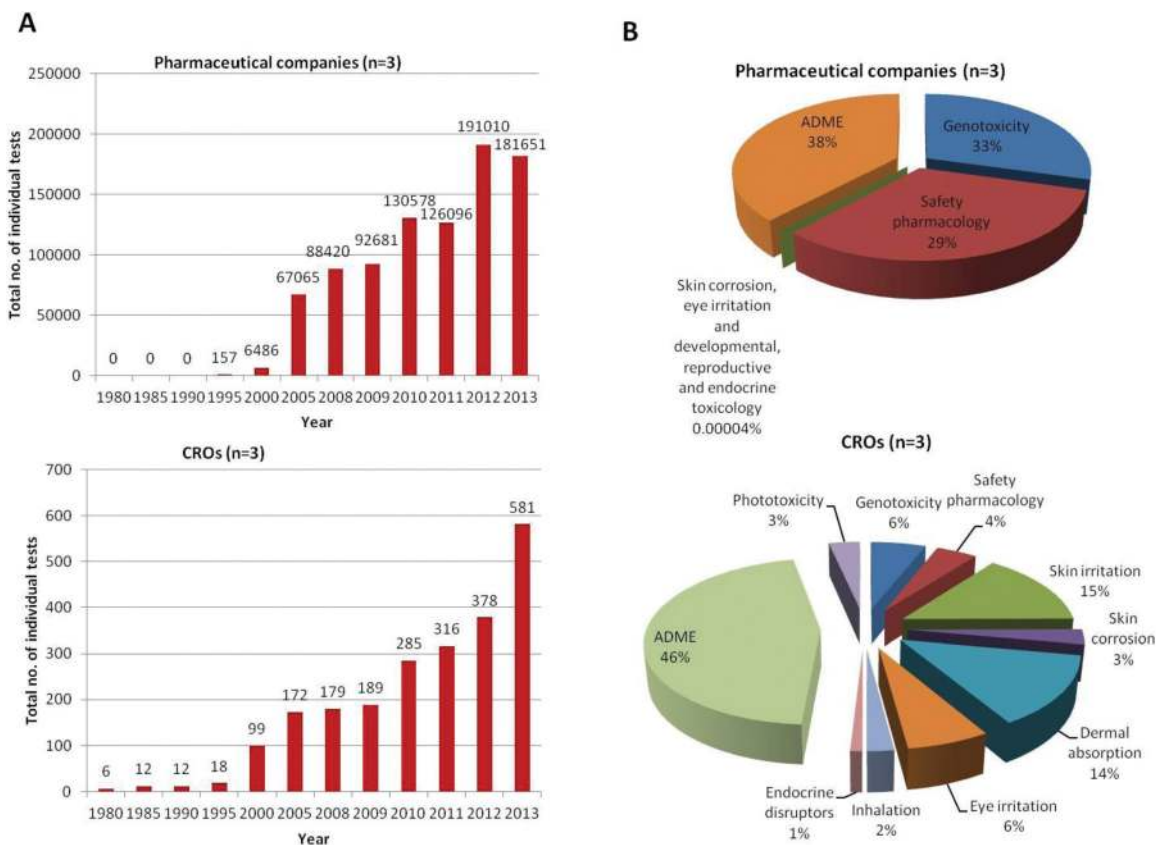 A
Pharmaceutical companies (n=3)
Total no. of individual tests
250000
200000
150000
100000
50000
0
0
0
0
157
6486
67065
88420
92681
130578
126096
191010
181651
1980 1985 1990 1995 2000 2005 2008 2009 2010 2011 2012 2013
Year
CROs (n=3)
Total no. of individual tests
700
600
500
400
300
200
100
0
6
12
12
18
99
172
179
189
285
316
378
581
1980 1985 1990 1995 2000 2005 2008 2009 2010 2011 2012 2013
Year
B
Pharmaceutical companies (n=3)
ADME
38%
Genotoxicity
33%
Safety
pharmacology
29%
Skin corrosion,
eye irritation
and
developmental,
reproductive
and endocrine
toxicology
0.00004%
CROs (n=3)
Phototoxicity
3%
Genotoxicity
6%
Safety
pharmacology
4%
Skin irritation
15%
Skin
corrosion
3%
Dermal
absorption
14%
Eye irritation
6%
Inhalation
2%
Endocrine
disruptors
1%
ADME
46%